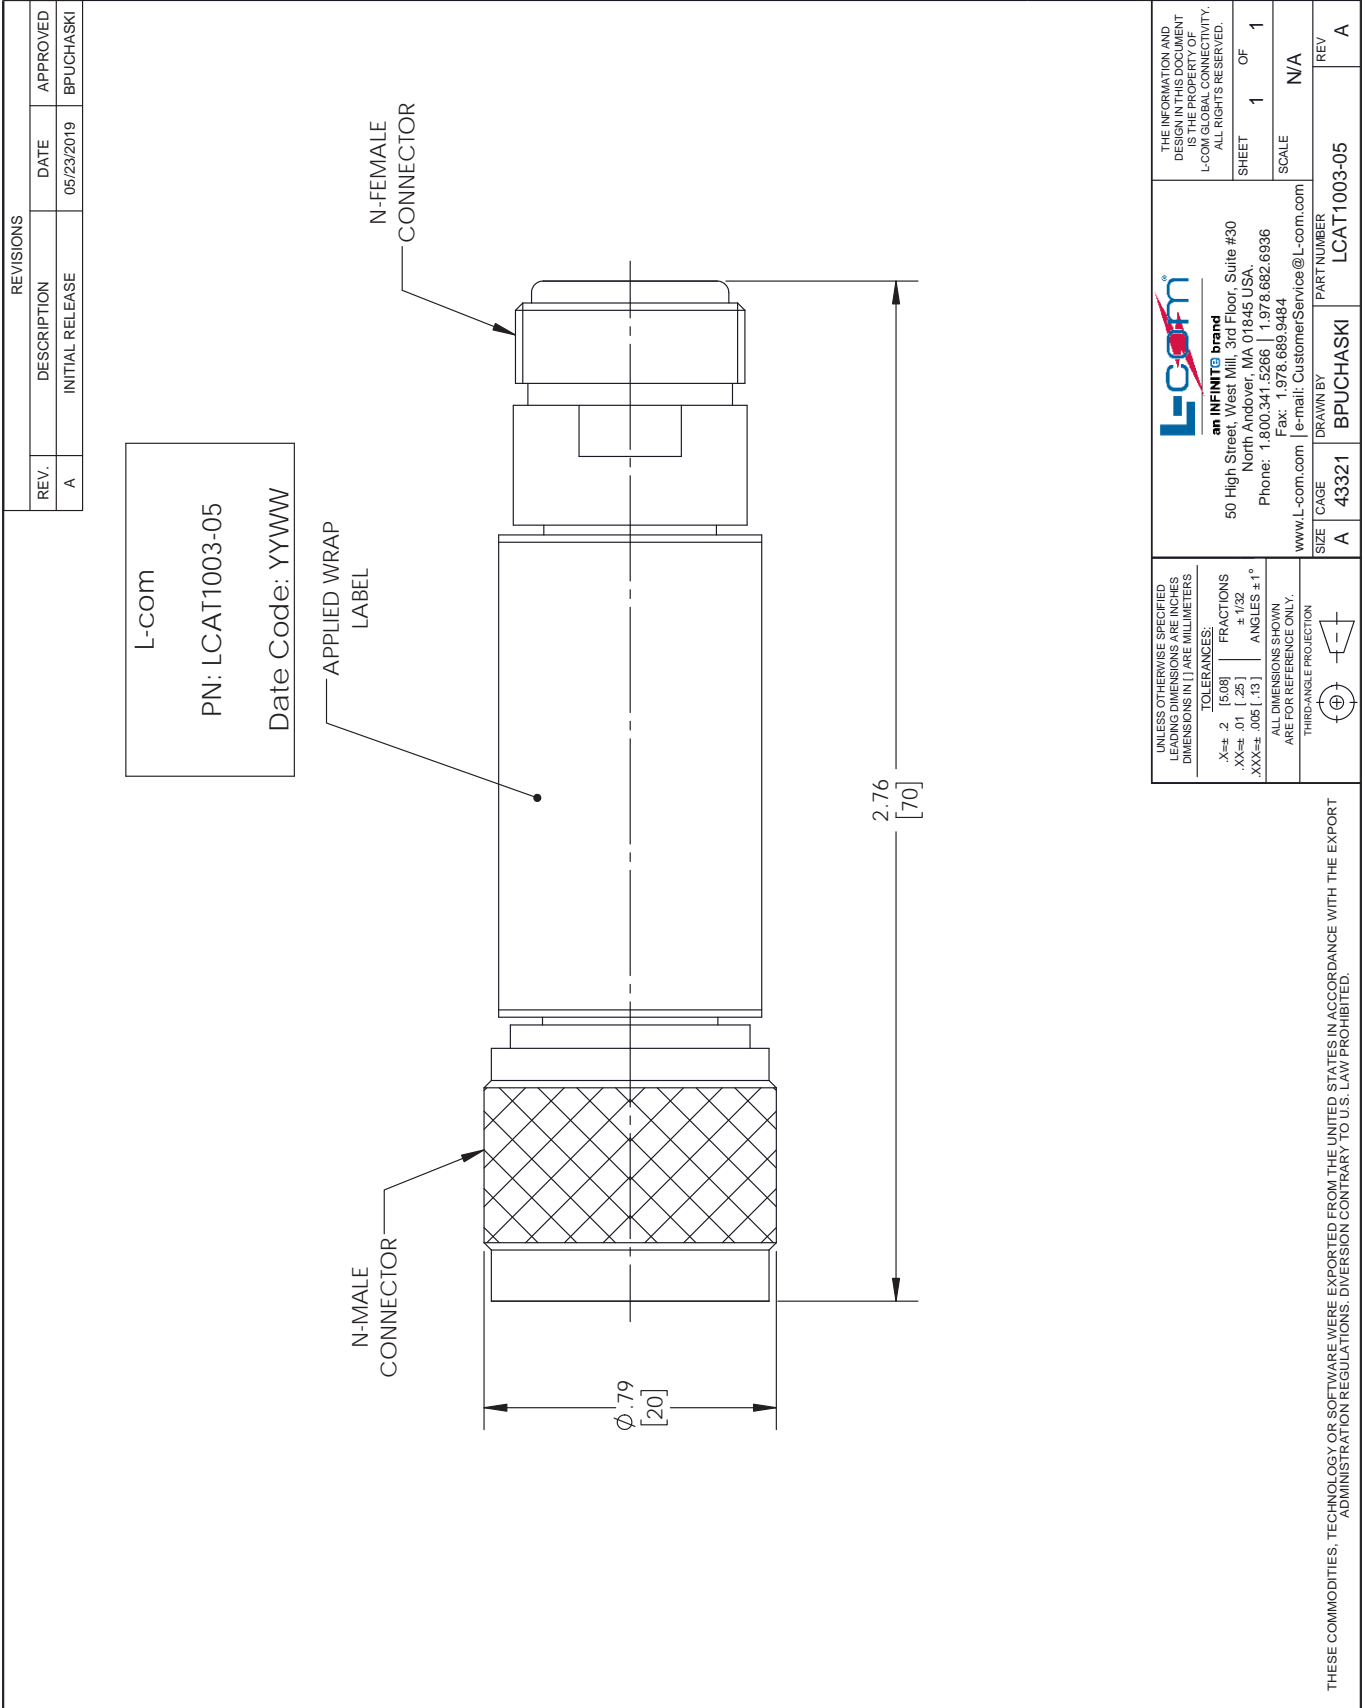 REVISIONS
REV. DESCRIPTION DATE APPROVED
A INITIAL RELEASE 05/23/2019 BPUCHASKI
L-com
PN: LCAT1003-05
Date Code: YYWW
APPLIED WRAP
LABEL
N-FEMALE
CONNECTOR
N-MALE
CONNECTOR
∅.79
[20]
2.76
[70]
UNLESS OTHERWISE SPECIFIED
LEADING DIMENSIONS ARE INCHES
DIMENSIONS IN [ ] ARE MILLIMETERS
TOLERANCES:
.X=± .2 [5.08] FRACTIONS
.XX=± .01 [.25] ± 1/32
.XXX=± .005 [.13] ANGLES ± 1°
ALL DIMENSIONS SHOWN
ARE FOR REFERENCE ONLY.
THIRD-ANGLE PROJECTION
L-com®
an INFINIT@ brand
50 High Street, West Mill, 3rd Floor, Suite #30
North Andover, MA 01845 USA.
Phone: 1.800.341.5266 | 1.978.682.6936
Fax: 1.978.689.9484
www.L-com.com | e-mail: CustomerService@L-com.com
THE INFORMATION AND
DESIGN IN THIS DOCUMENT
IS THE PROPERTY OF
L-COM GLOBAL CONNECTIVITY.
ALL RIGHTS RESERVED.
SHEET 1 OF 1
SCALE N/A
SIZE A
CAGE 43321
DRAWN BY BPUCHASKI
PART NUMBER LCAT1003-05
REV A
THESE COMMODITIES, TECHNOLOGY OR SOFTWARE WERE EXPORTED FROM THE UNITED STATES IN ACCORDANCE WITH THE EXPORT
ADMINISTRATION REGULATIONS. DIVERSION CONTRARY TO U.S. LAW PROHIBITED.